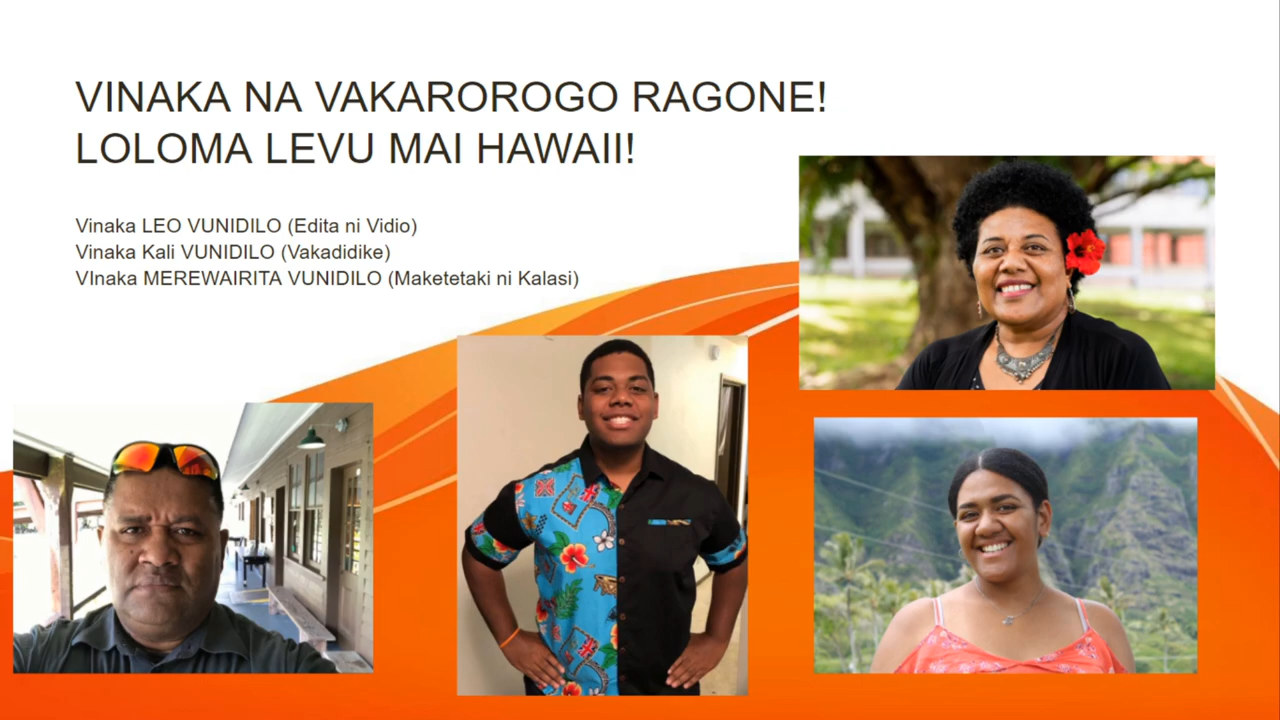 VINAKA NA VAKAROROGO RAGONE!
LOLOMA LEVU MAI HAWAII!
Vinaka LEO VUNIDILO (Edita ni Vidio)
Vinaka Kali VUNIDILO (Vakadidike)
VInaka MEREWAIRITA VUNIDILO (Maketetaki ni Kalasi)